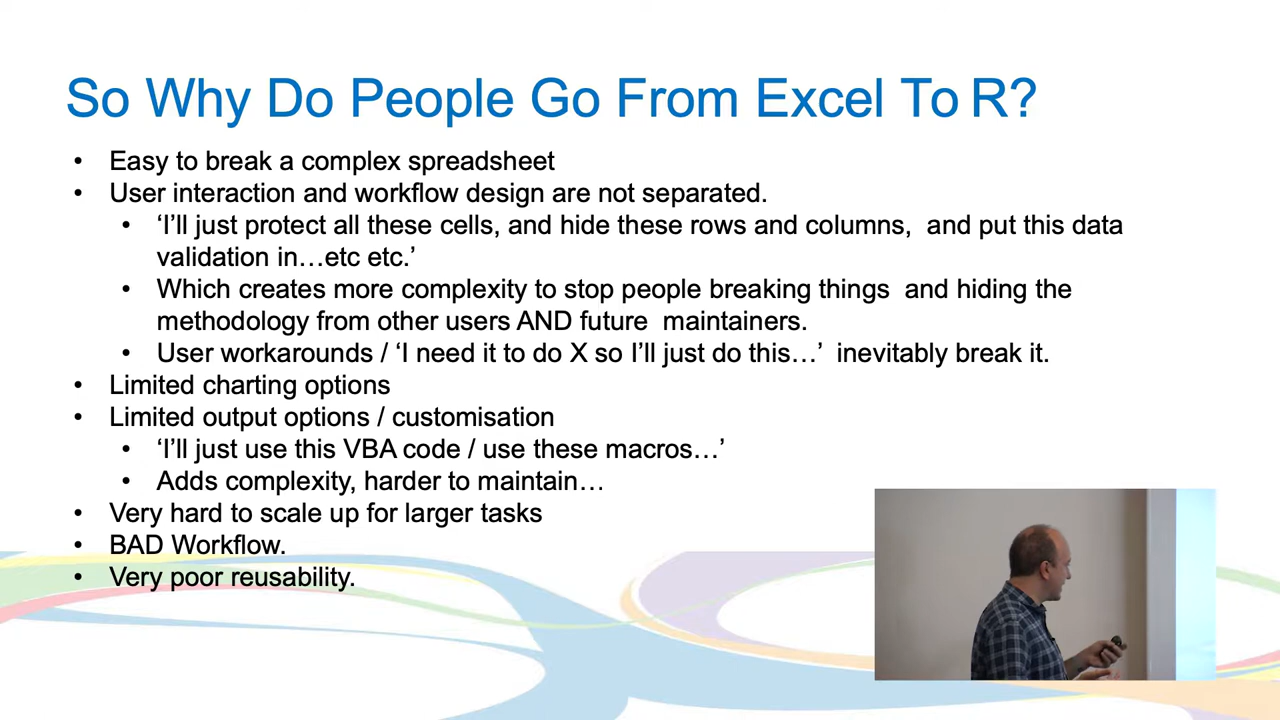 So Why Do People Go From Excel To R?
• Easy to break a complex spreadsheet
• User interaction and workflow design are not separated.
• ‘I’ll just protect all these cells, and hide these rows and columns, and put this data
validation in…etc etc.’
• Which creates more complexity to stop people breaking things and hiding the
methodology from other users AND future maintainers.
• User workarounds / ‘I need it to do X so I’ll just do this…’ inevitably break it.
• Limited charting options
• Limited output options / customisation
• ‘I’ll just use this VBA code / use these macros…’
• Adds complexity, harder to maintain…
• Very hard to scale up for larger tasks
• BAD Workflow.
• Very poor reusability.